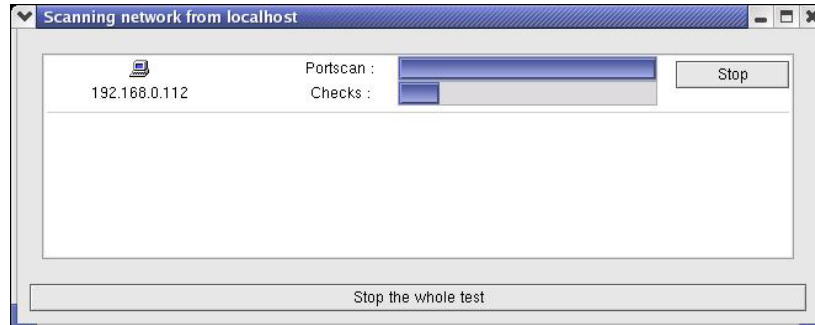 Scanning network from localhost
Portscan :
Stop
192.168.0.112
Checks :
Stop the whole test